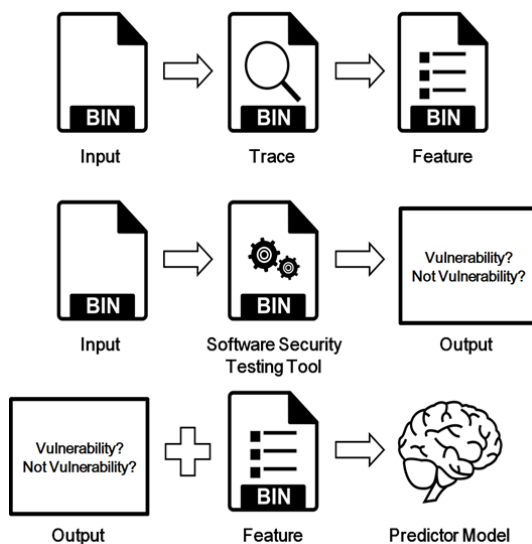 BIN
BIN
BIN
Input
Trace
Feature
BIN
BIN
Vulnerability?
Not Vulnerability?
Input
Software Security
Testing Tool
Output
Vulnerability?
Not Vulnerability?
BIN
Output
Feature
Predictor Model